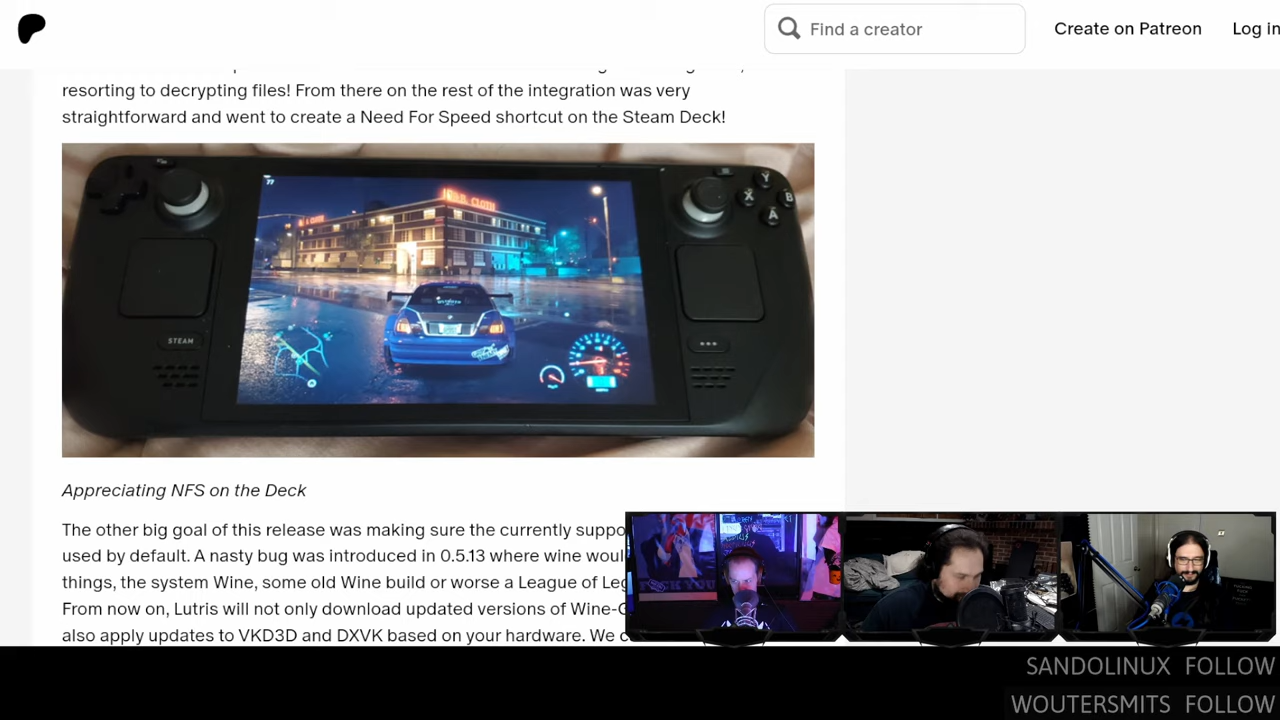 Find a creator
Create on Patreon
Log in
resorting to decrypting files! From there on the rest of the integration was very
straightforward and went to create a Need For Speed shortcut on the Steam Deck!
Y
X
B
A
77
STEAM
Appreciating NFS on the Deck
The other big goal of this release was making sure the currently suppo
used by default. A nasty bug was introduced in 0.5.13 where wine woul
things, the system Wine, some old Wine build or worse a League of Leg
From now on, Lutris will not only download updated versions of Wine-G
also apply updates to VKD3D and DXVK based on your hardware. We c
SANDOLINUX FOLLOW
WOUTERSMITS FOLLOW